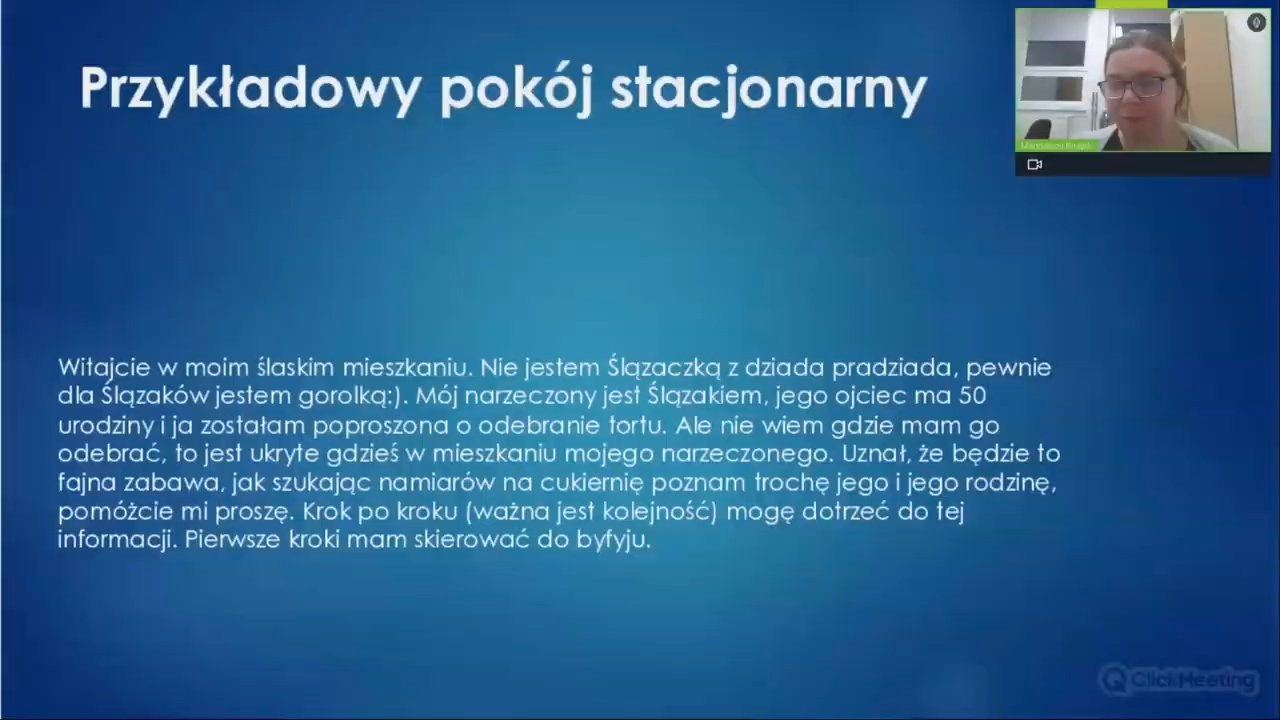 Przykładowy pokój stacjonarny
Witajcie w moim ślaskim mieszkaniu. Nie jestem Ślązaczką z dziada pradziada, pewnie
dla Ślązaków jestem gorolką:). Mój narzeczony jest Ślązakiem, jego ojciec ma 50
urodziny i ja zostałam poproszona o odebranie tortu. Ale nie wiem gdzie mam go
odebrać, to jest ukryte gdzieś w mieszkaniu mojego narzeczonego. Uznał, że będzie to
fajna zabawa, jak szukając namiarów na cukiernię poznam trochę jego i jego rodzinę,
pomóżcie mi proszę. Krok po kroku (ważna jest kolejność) mogę dotrzeć do tej
informacji. Pierwsze kroki mam skierować do byfyju.
ClickMeeting